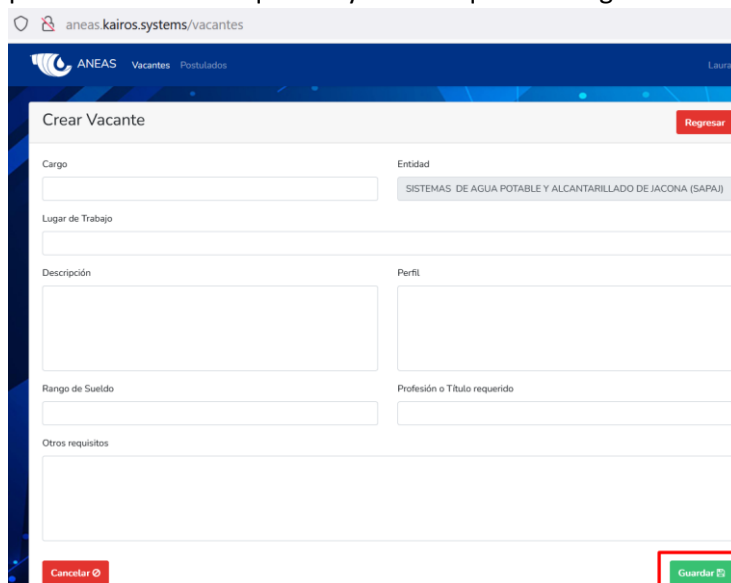 aneas.kairos.systems/vacantes
ANEAS Vacantes Postulados Laura
Crear Vacante Regresar
Cargo Entidad
SISTEMAS DE AGUA POTABLE Y ALCANTARILLADO DE JACONA (SAPAJ)
Lugar de Trabajo
Descripción Perfil
Rango de Sueldo Profesión o Título requerido
Otros requisitos
Cancelar Guardar